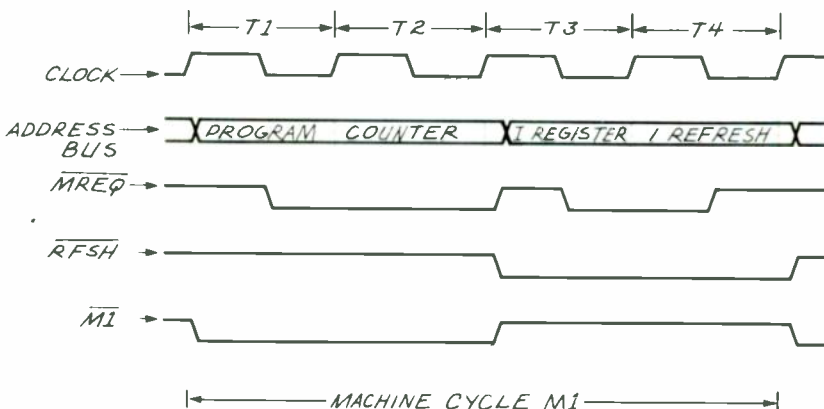 T1 T2 T3 T4
CLOCK
ADDRESS BUS
PROGRAM COUNTER I REGISTER / REFRESH
MREQ
RFSH
M1
MACHINE CYCLE M1